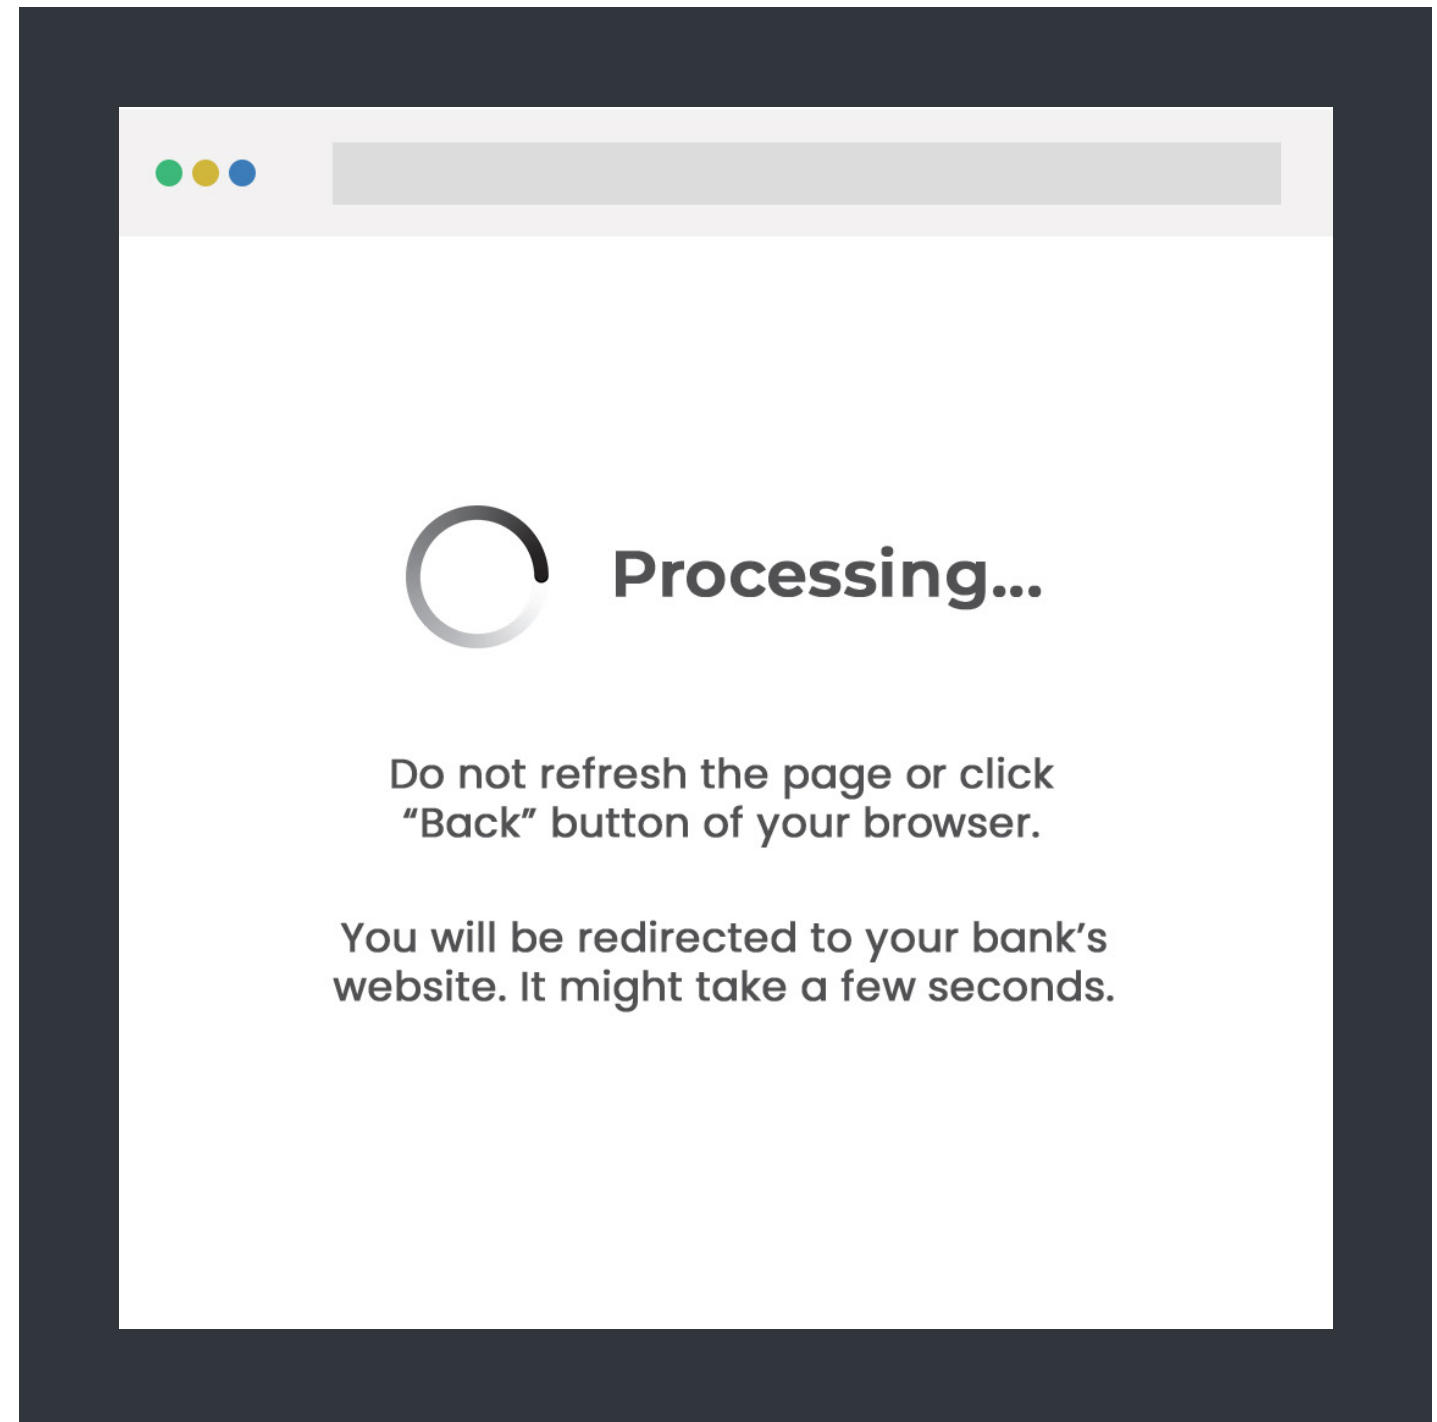 Processing...
Do not refresh the page or click
“Back” button of your browser.
You will be redirected to your bank’s
website. It might take a few seconds.